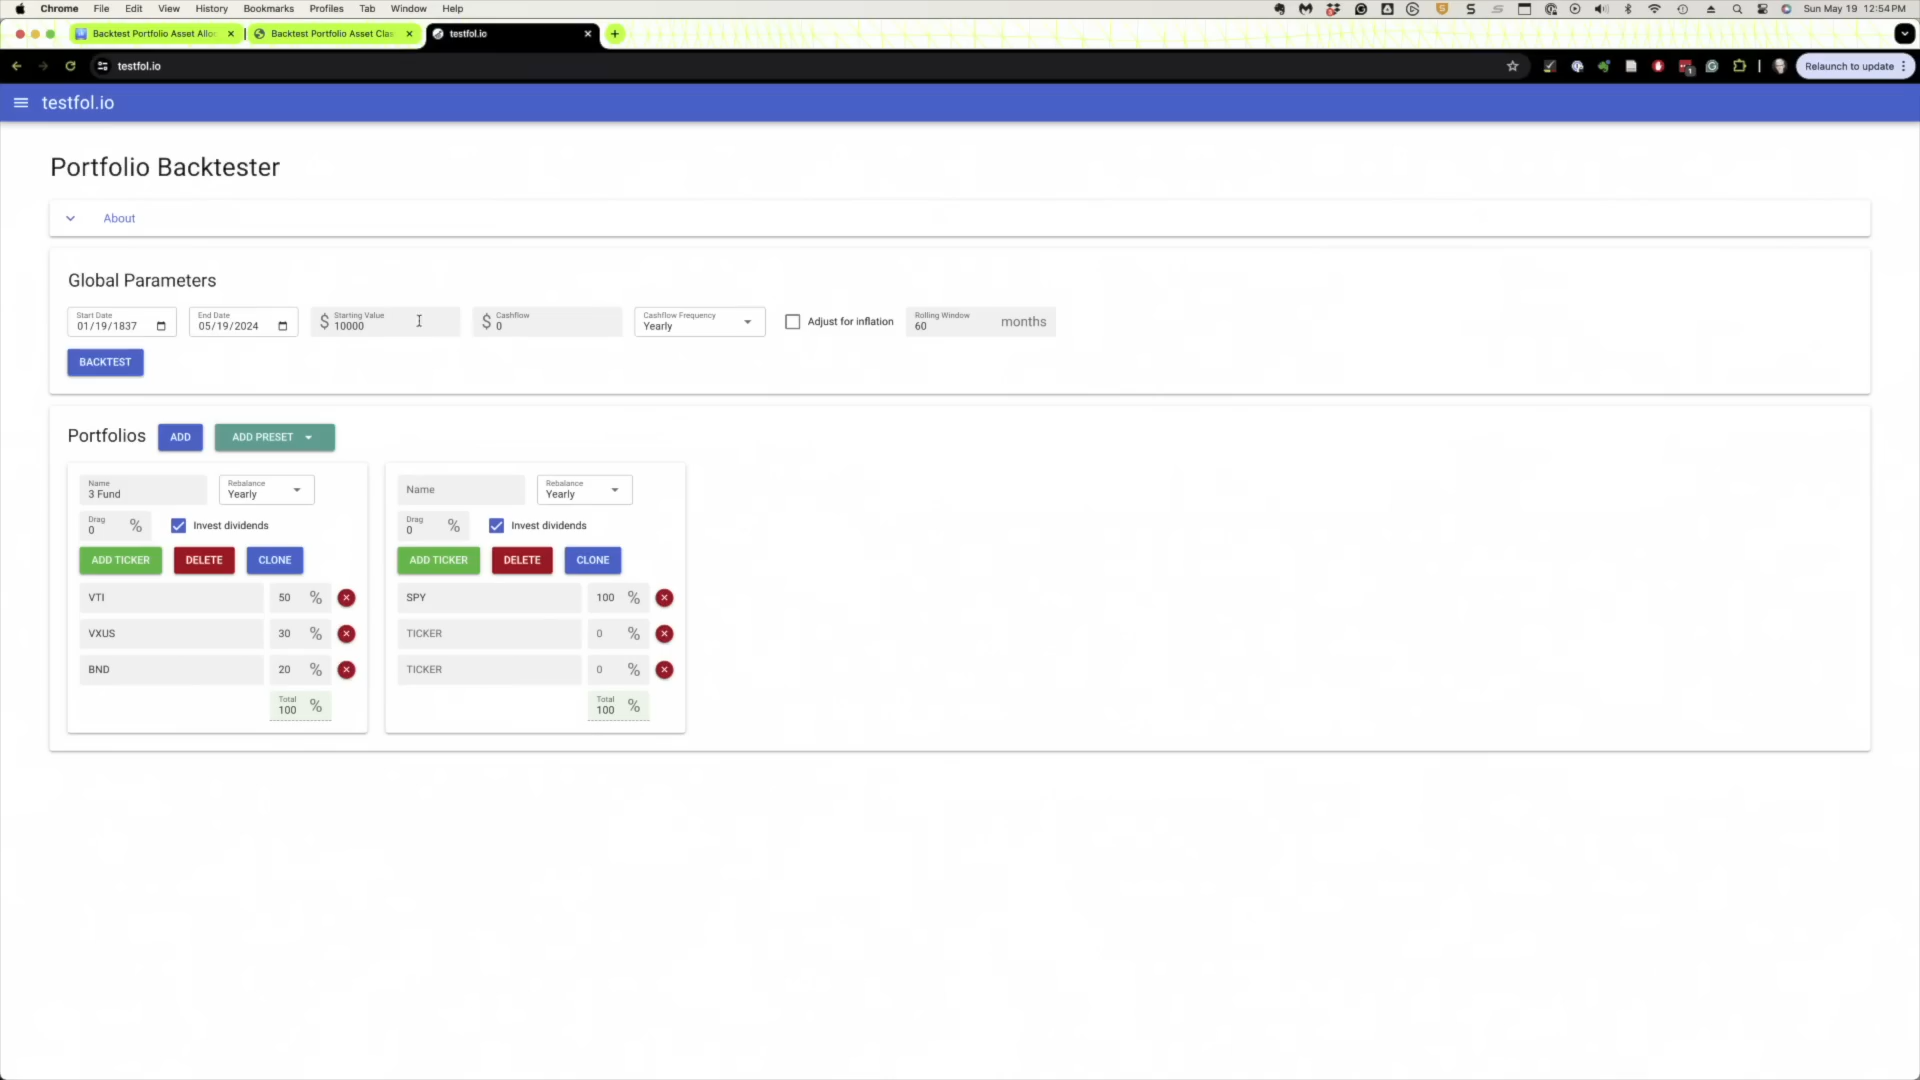 Chrome File Edit View History Bookmarks Profiles Tab Window Help Sun May 19 12:54 PM
Backtest Portfolio Asset Alloc Backtest Portfolio Asset Clas testfol.io
testfol.io Relaunch to update
testfol.io
Portfolio Backtester
About
Global Parameters
Start Date End Date Starting Value Cashflow Cashflow Frequency Rolling Window
01/19/1837 05/19/2024 $ 10000 $ 0 Yearly Adjust for inflation 60 months
BACKTEST
Portfolios ADD ADD PRESET
Name Rebalance Name Rebalance
3 Fund Yearly Yearly
Drag Drag
0 % Invest dividends 0 % Invest dividends
ADD TICKER DELETE CLONE ADD TICKER DELETE CLONE
VTI 50 % SPY 100 %
VXUS 30 % TICKER 0 %
BND 20 % TICKER 0 %
Total Total
100 % 100 %